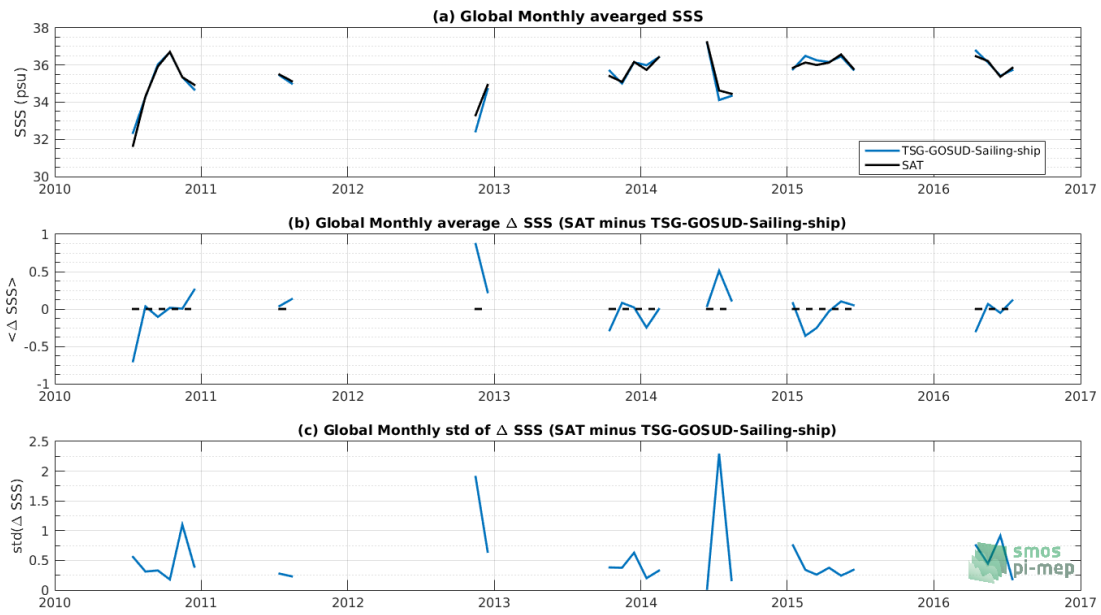 (a) Global Monthly avearged SSS
38
36
34
32
30
SSS (psu)
TSG-GOSUD-Sailing-ship
SAT
2010 2011 2012 2013 2014 2015 2016 2017
(b) Global Monthly average Δ SSS (SAT minus TSG-GOSUD-Sailing-ship)
1
0.5
0
-0.5
-1
<Δ SSS>
2010 2011 2012 2013 2014 2015 2016 2017
(c) Global Monthly std of Δ SSS (SAT minus TSG-GOSUD-Sailing-ship)
2.5
2
1.5
1
0.5
0
std(Δ SSS)
smos
pi-mep
2010 2011 2012 2013 2014 2015 2016 2017